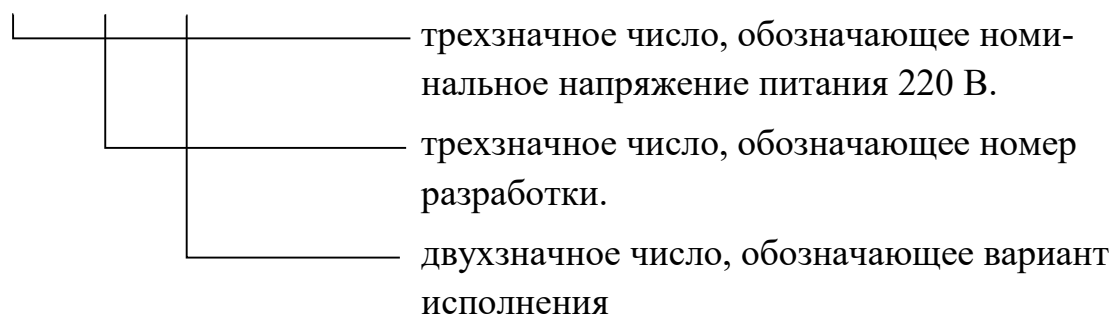 трехзначное число, обозначающее номи-
нальное напряжение питания 220 В.
трехзначное число, обозначающее номер
разработки.
двухзначное число, обозначающее вариант
исполнения